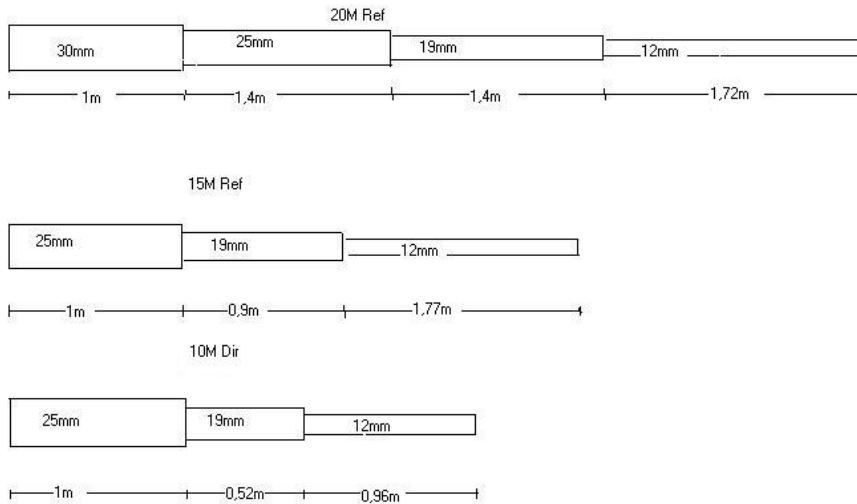 20M Ref
30mm 25mm 19mm 12mm
1m 1,4m 1,4m 1,72m
15M Ref
25mm 19mm 12mm
1m 0,9m 1,77m
10M Dir
25mm 19mm 12mm
1m 0,52m 0,96m